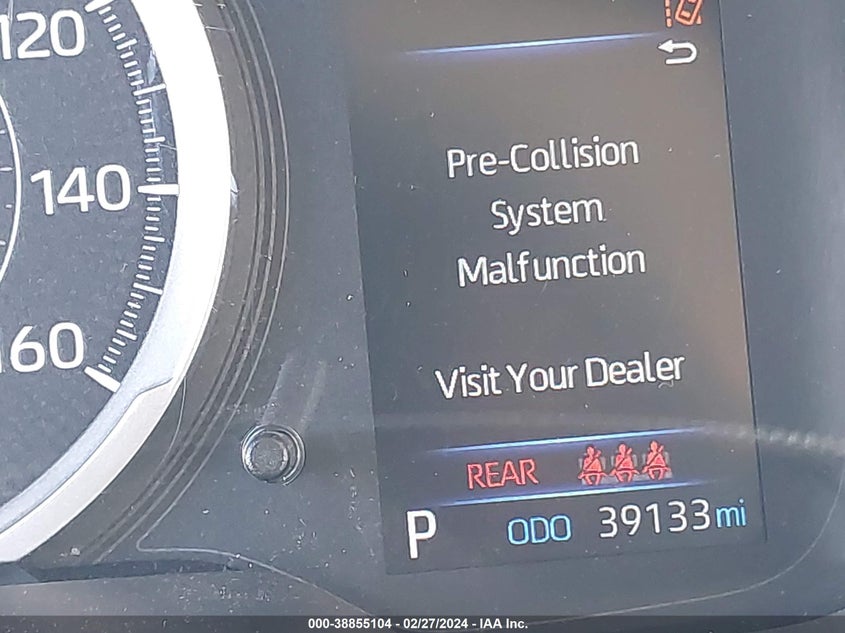 120
140
160
Pre-Collision
System
Malfunction
Visit Your Dealer
REAR
P ODO 39133 mi
000-38855104 - 02/27/2024 - IAA Inc.